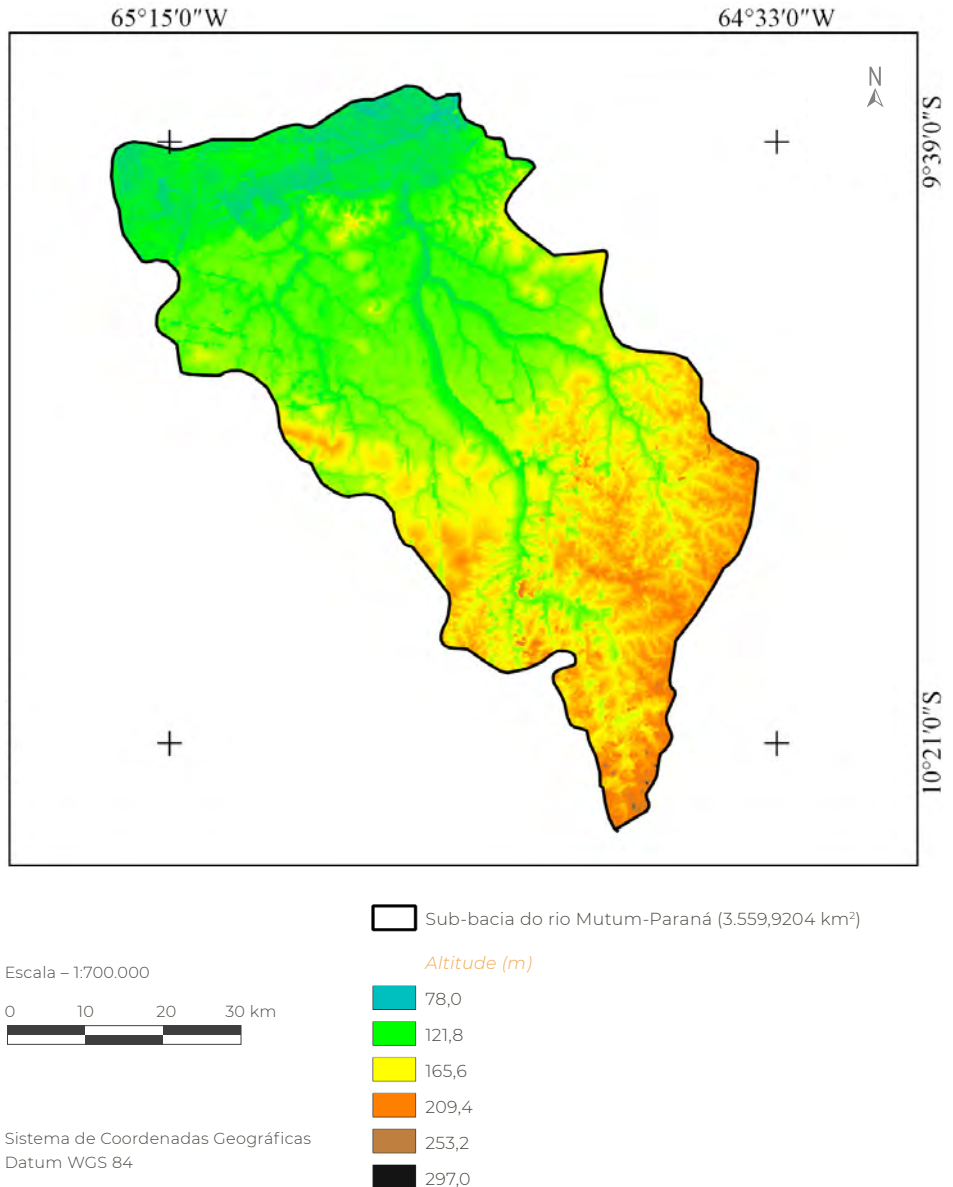 65°15'0"W
64°33'0"W
N
9°39'0"S
10°21'0"S
Sub-bacia do rio Mutum-Paraná (3.559,9204 km²)
Altitude (m)
Escala – 1:700.000
0 10 20 30 km
78,0
121,8
165,6
209,4
253,2
297,0
Sistema de Coordenadas Geográficas
Datum WGS 84